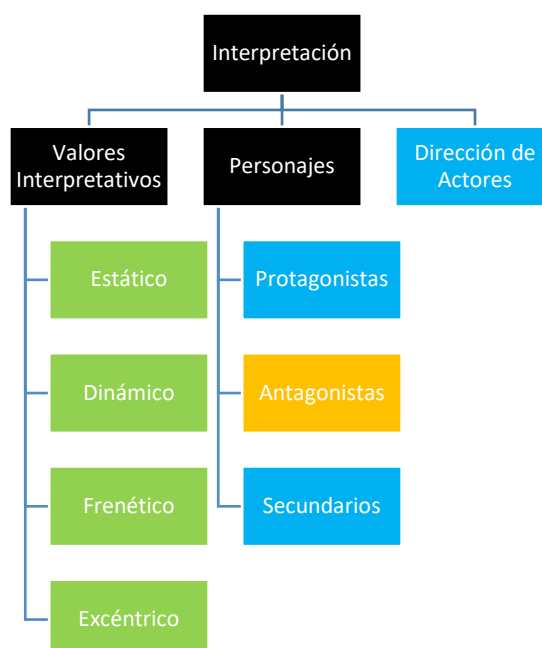 Interpretación
Valores
Interpretativos
Personajes
Dirección de
Actores
Estático
Protagonistas
Dinámico
Antagonistas
Frenético
Secundarios
Excéntrico